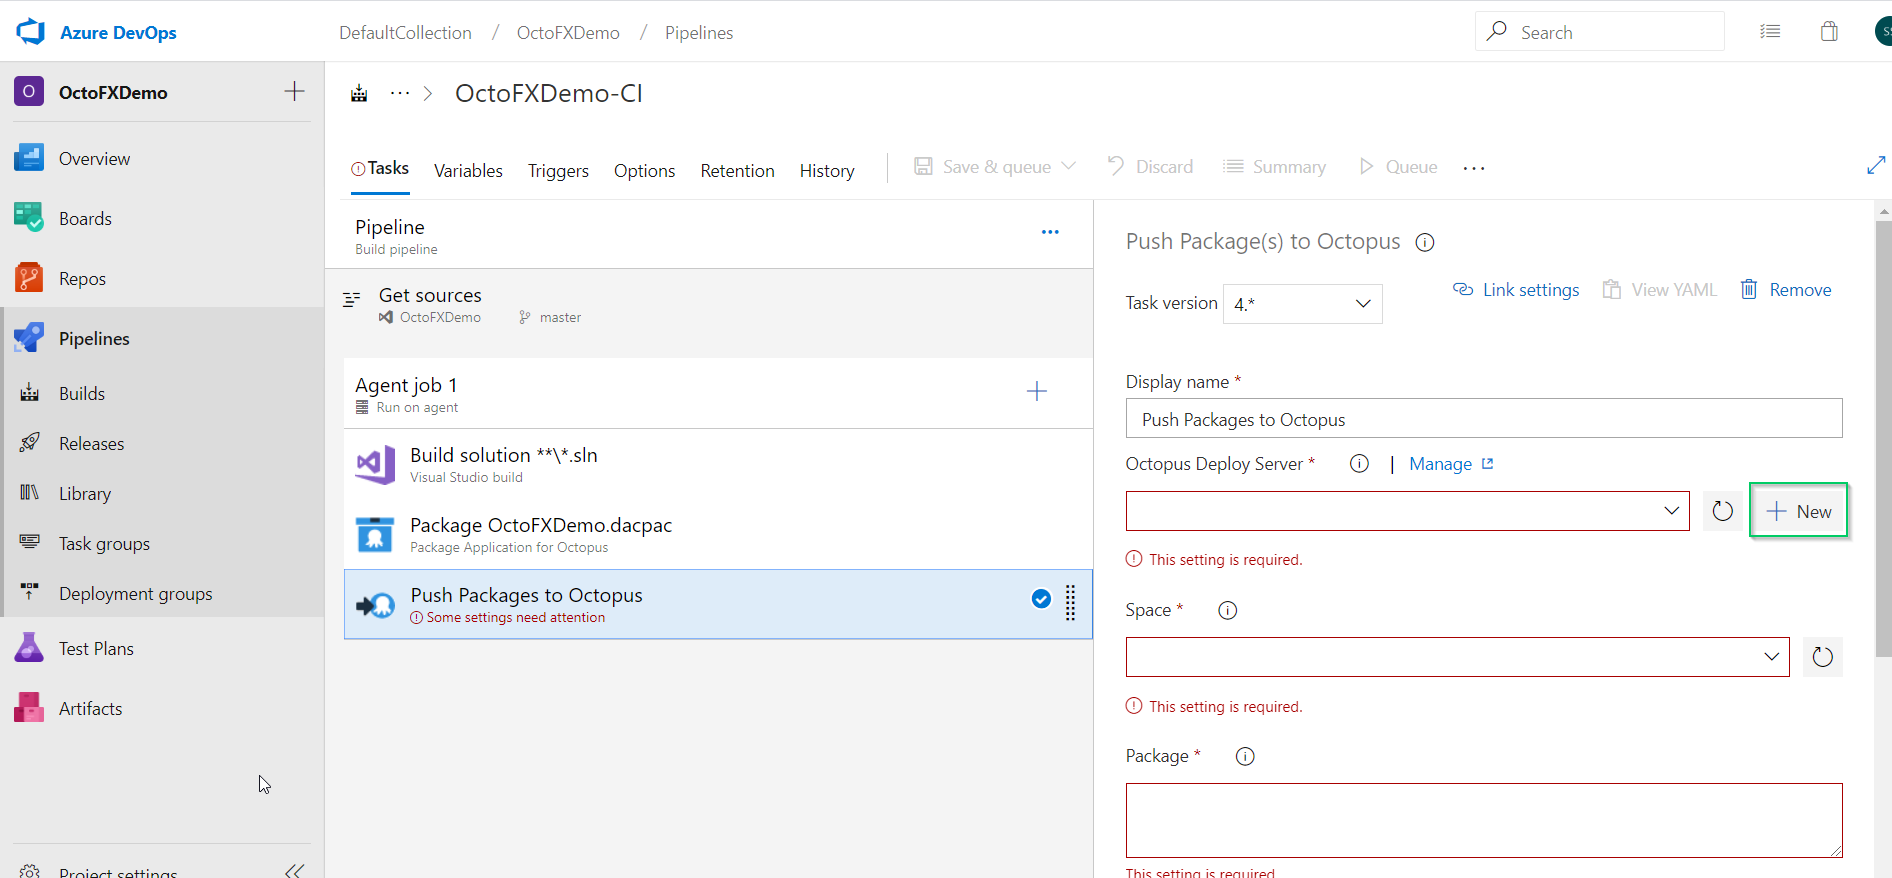 Azure DevOps
DefaultCollection / OctoFXDemo / Pipelines
Search
SS
O OctoFXDemo
Overview
Boards
Repos
Pipelines
Builds
Releases
Library
Task groups
Deployment groups
Test Plans
Artifacts
Project settings
··· > OctoFXDemo-CI
Tasks Variables Triggers Options Retention History Save & queue Discard Summary Queue ···
Pipeline
Build pipeline
Get sources
OctoFXDemo master
Agent job 1
Run on agent
Build solution **\*.sln
Visual Studio build
Package OctoFXDemo.dacpac
Package Application for Octopus
Push Packages to Octopus
Some settings need attention
Push Package(s) to Octopus
Link settings View YAML Remove
Task version 4.*
Display name *
Push Packages to Octopus
Octopus Deploy Server * | Manage
New
This setting is required.
Space *
This setting is required.
Package *
This setting is required.